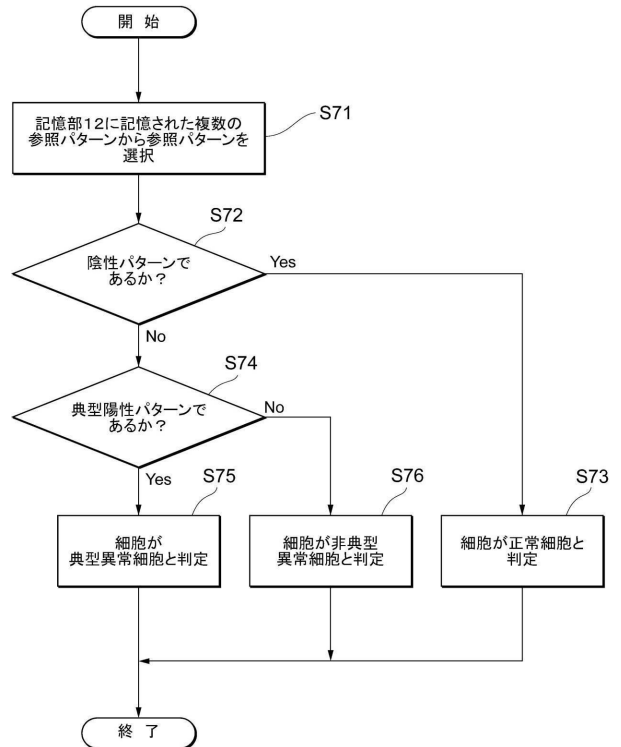 開 始
記憶部12に記憶された複数の
参照パターンから参照パターンを
選択
S71
S72
陰性パターンで
あるか？
Yes
No
S74
典型陽性パターンで
あるか？
No
Yes
S75
細胞が
典型異常細胞と判定
S76
細胞が非典型
異常細胞と判定
S73
細胞が正常細胞と
判定
終 了